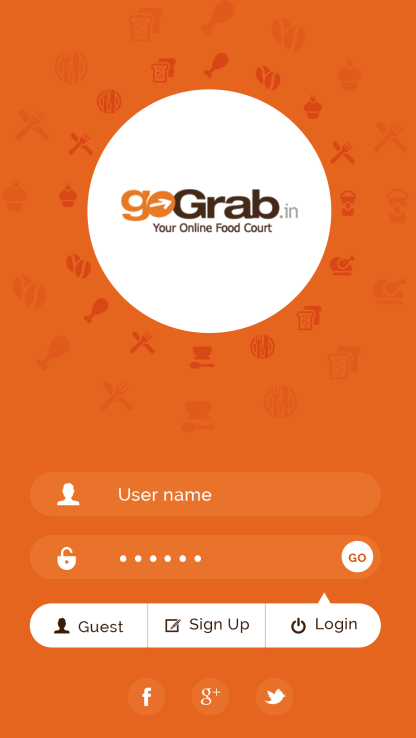 goGrab.in
Your Online Food Court
User name
GO
Guest
Sign Up
Login
f
g+